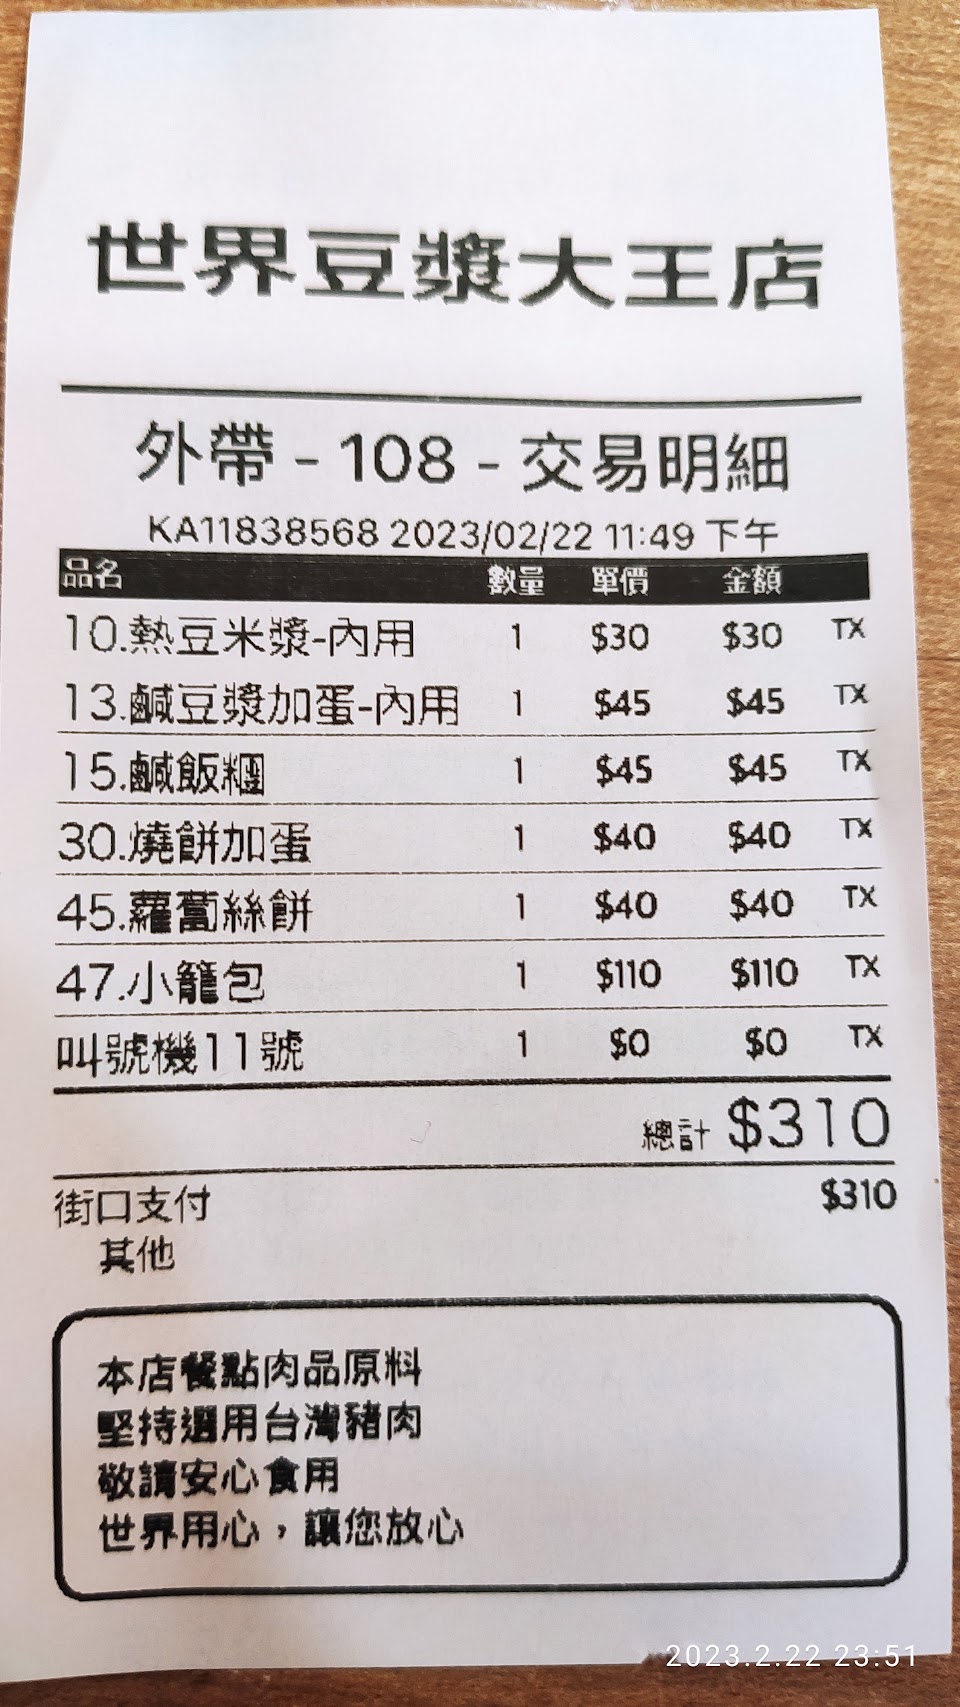 世界豆漿大王店
外帶 - 108 - 交易明細
KA11838568 2023/02/22 11:49 下午
品名 數量 單價 金額
10.熱豆米漿-內用 1 $30 $30 TX
13.鹹豆漿加蛋-內用 1 $45 $45 TX
15.鹹飯糰 1 $45 $45 TX
30.燒餅加蛋 1 $40 $40 TX
45.蘿蔔絲餅 1 $40 $40 TX
47.小籠包 1 $110 $110 TX
叫號機11號 1 $0 $0 TX
總計 $310
街口支付 $310
其他
本店餐點肉品原料
堅持選用台灣豬肉
敬請安心食用
世界用心，讓您放心
2023.2.22 23:51